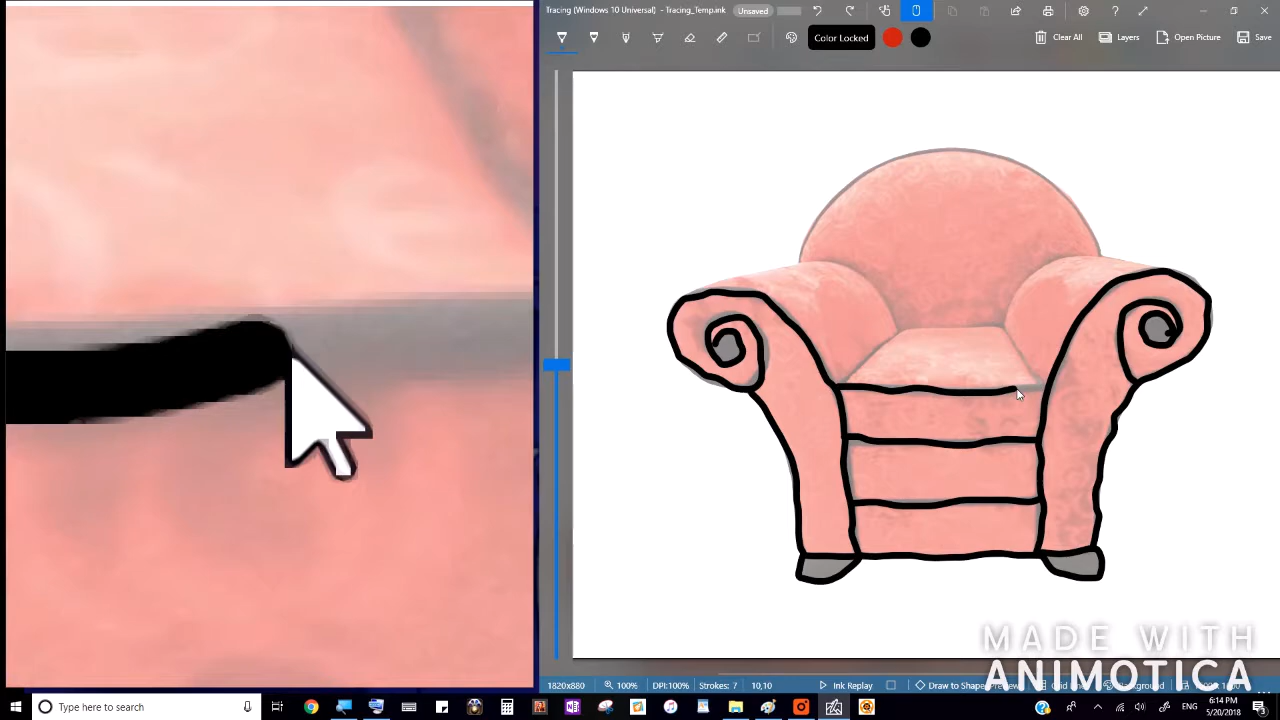 Tracing (Windows 10 Universal) - Tracing_Temp.ink Unsaved
Color Locked Clear All Layers Open Picture Save
MADE WITH
ANIMOTICA
1820x880 100% DPI:100% Strokes: 7 10,10 Ink Replay Draw to Shape
Type here to search
ENG
6:14 PM
5/20/2018